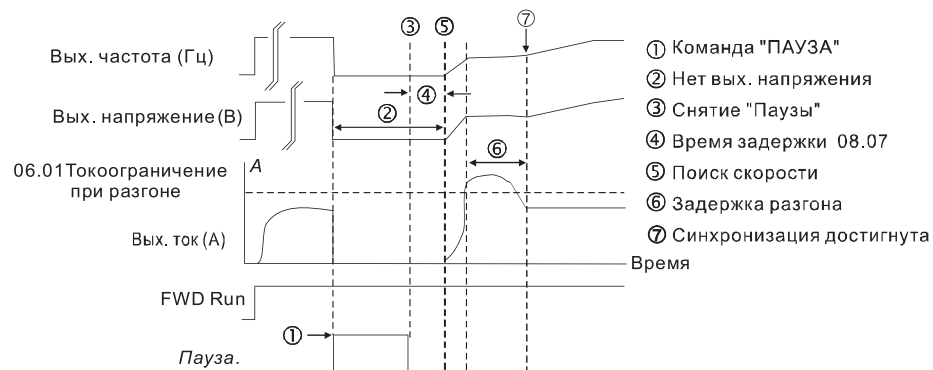 ③ ⑤ ⑦
Вых. частота (Гц)
④
Вых. напряжение (В)
②
06.01 Токоограничение
при разгоне
A
⑥
Вых. ток (А)
Время
FWD Run
①
Пауза.
① Команда "ПАУЗА"
② Нет вых. напряжения
③ Снятие "Паузы"
④ Время задержки 08.07
⑤ Поиск скорости
⑥ Задержка разгона
⑦ Синхронизация достигнута